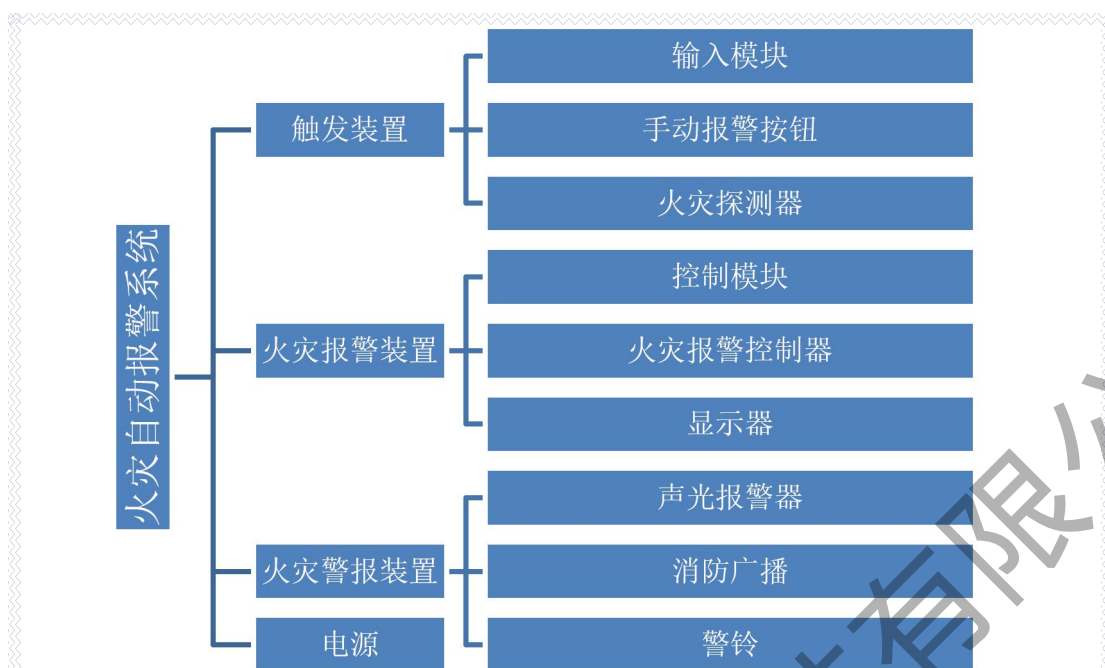 火灾自动报警系统
触发装置
输入模块
手动报警按钮
火灾探测器
火灾报警装置
控制模块
火灾报警控制器
显示器
火灾警报装置
声光报警器
消防广播
警铃
电源
有限